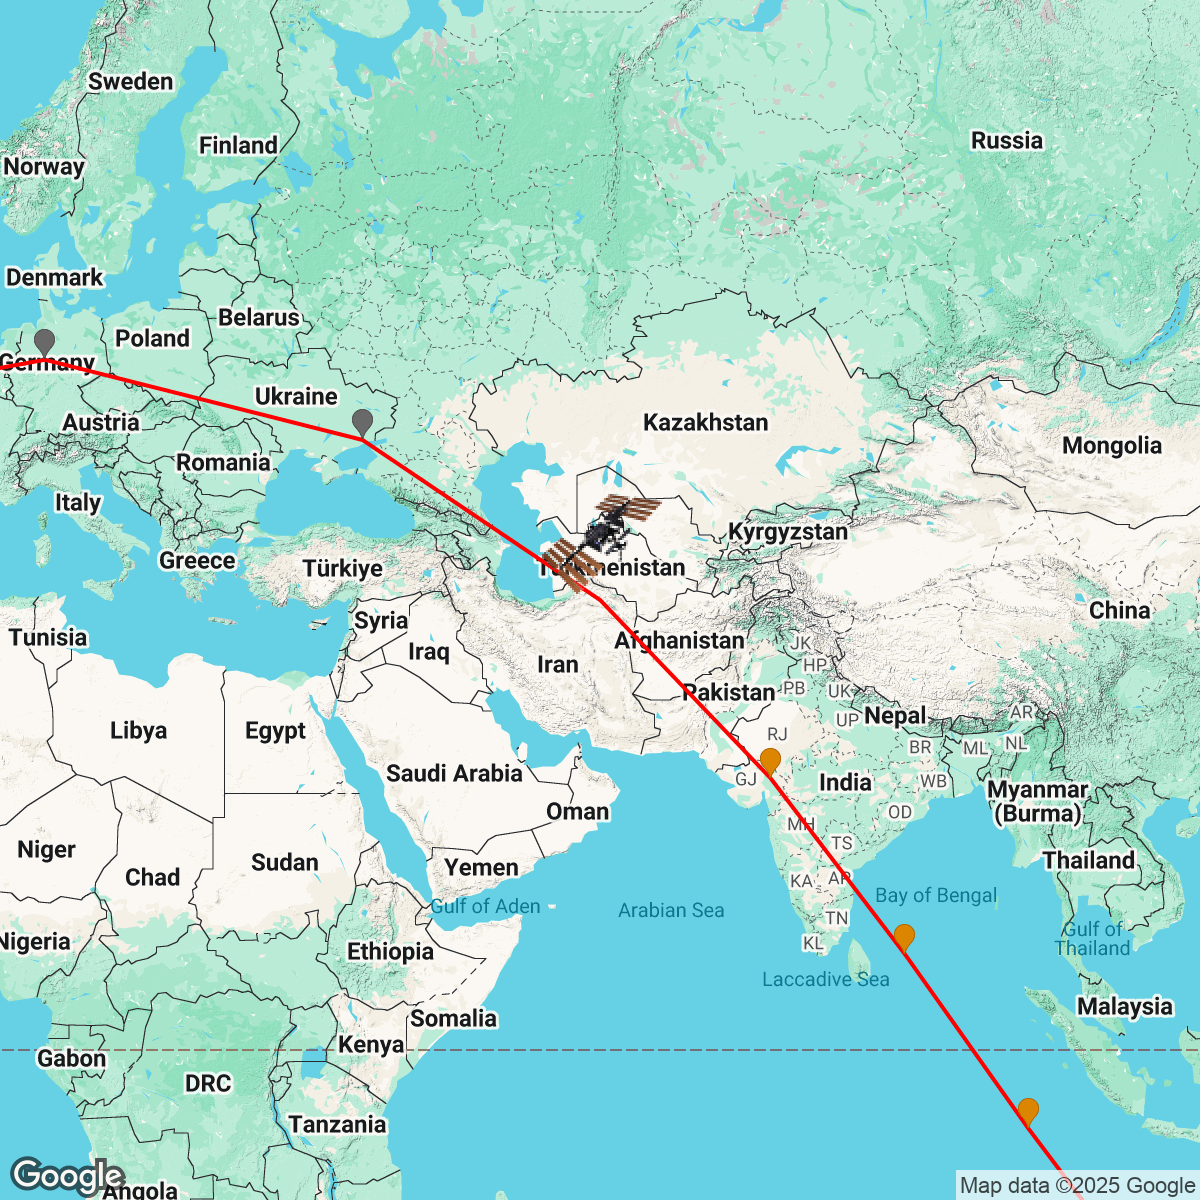 Sweden
Finland
Norway
Russia
Denmark
Belarus
Poland
Germany
Ukraine
Kazakhstan
Austria
Mongolia
Romania
Italy
Kyrgyzstan
Greece
Türkiye
China
Syria
Tunisia
Afghanistan
JK
Iraq
Iran
HP
Pakistan
PB
UK
Nepal
AR
UP
Libya
Egypt
RJ
BR
ML
NL
Saudi Arabia
GJ
India
WB
Myanmar
(Burma)
Oman
OD
MH
TS
Niger
Sudan
Yemen
Thailand
Chad
KA
AP
Bay of Bengal
Gulf of Aden
Arabian Sea
TN
Gulf of
Thailand
Nigeria
Ethiopia
KL
Laccadive Sea
Malaysia
Somalia
Kenya
Gabon
DRC
Tanzania
Google
Angola
Map data ©2025 Google